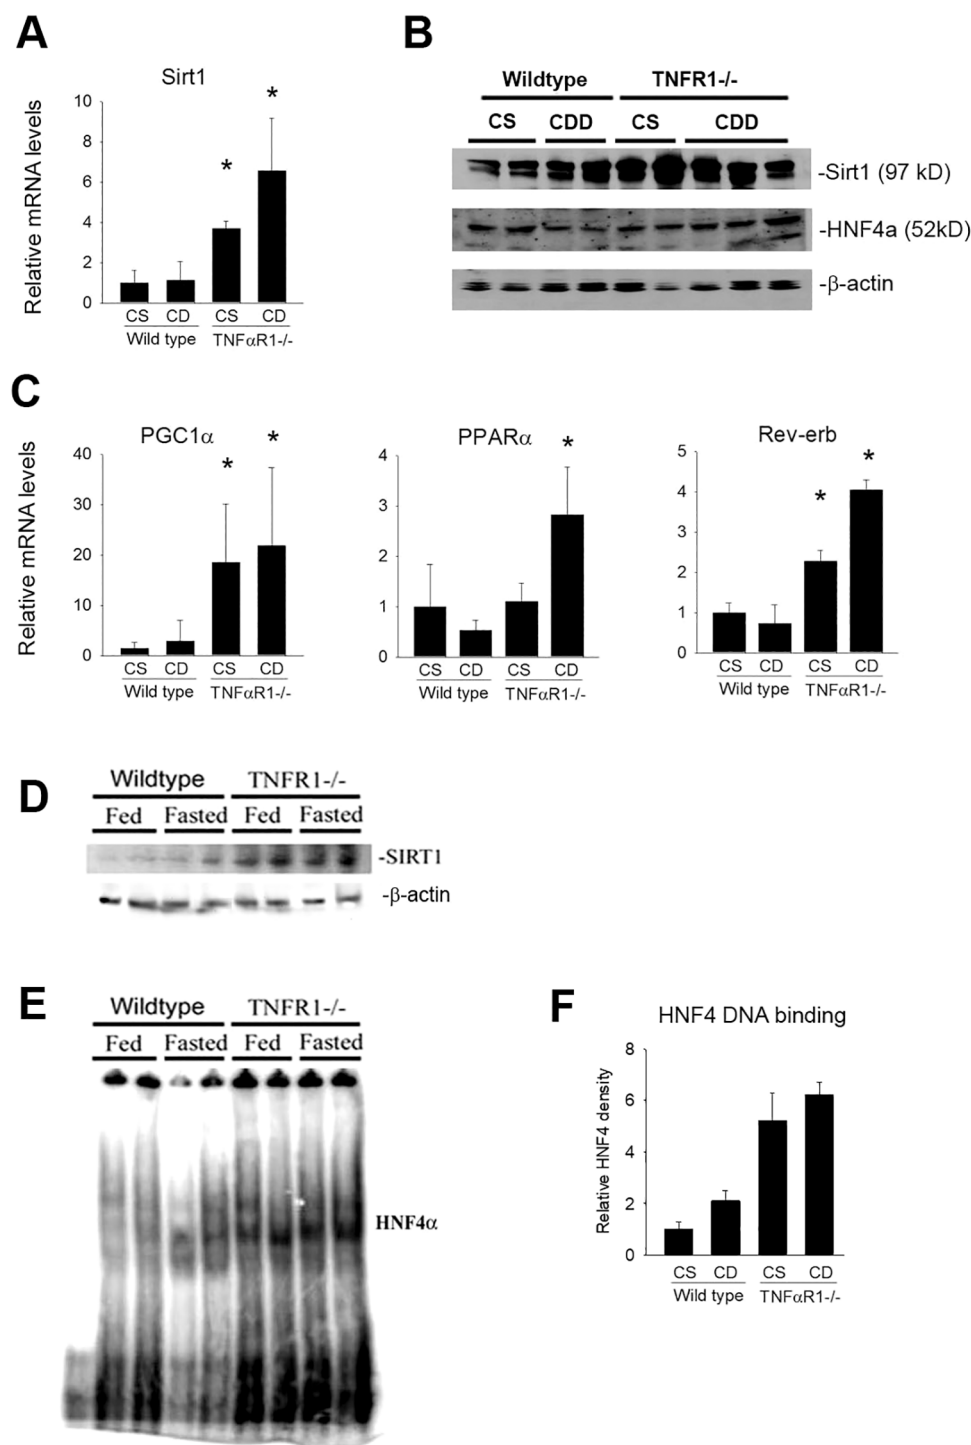 A
Sirt1
Relative mRNA levels
10
8
6
4
2
0
*
*
CS CD CS CD
Wild type TNFαR1-/-
B
Wildtype TNFR1-/-
CS CDD CS CDD
-Sirt1 (97 kD)
-HNF4a (52kD)
-β-actin
C
PGC1α
Relative mRNA levels
40
30
20
10
0
*
*
CS CD CS CD
Wild type TNFαR1-/-
PPARα
4
3
2
1
0
*
CS CD CS CD
Wild type TNFαR1-/-
Rev-erb
5
4
3
2
1
0
*
*
CS CD CS CD
Wild type TNFαR1-/-
D
Wildtype TNFR1-/-
Fed Fasted Fed Fasted
-SIRT1
-β-actin
E
Wildtype TNFR1-/-
Fed Fasted Fed Fasted
HNF4α
F
HNF4 DNA binding
Relative HNF4 density
8
6
4
2
0
CS CD CS CD
Wild type TNFαR1-/-